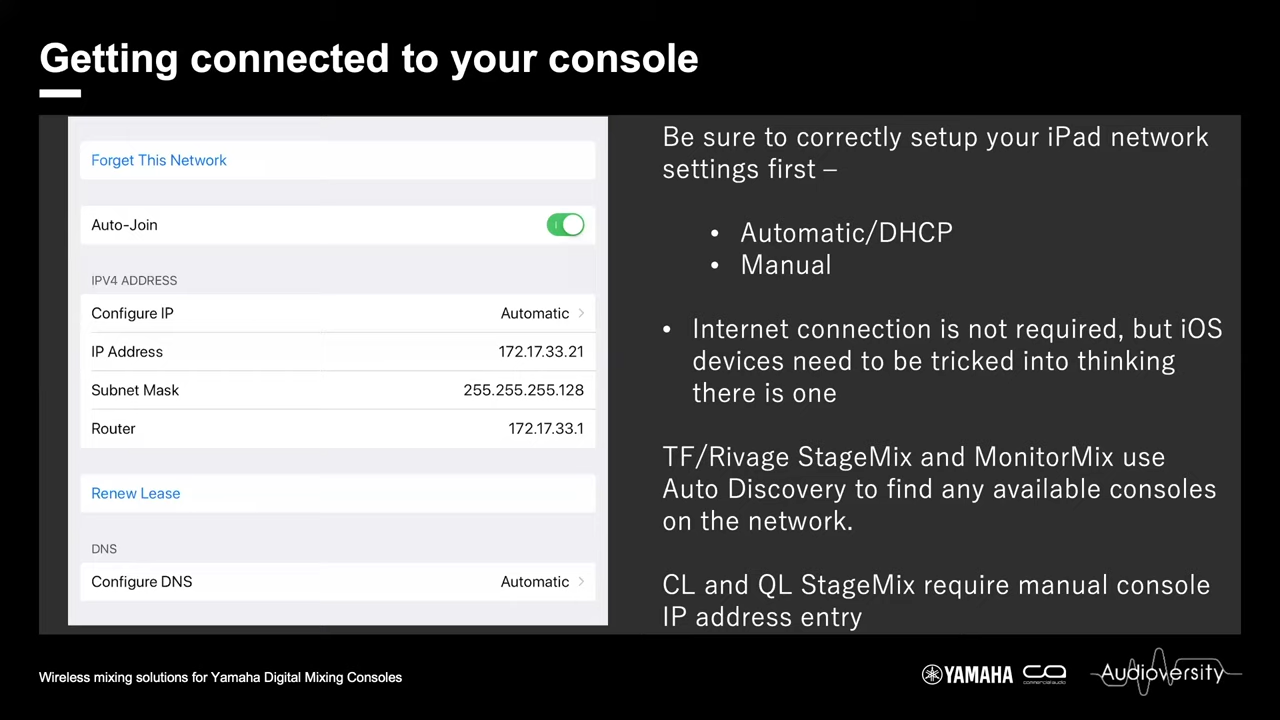 Getting connected to your console
Forget This Network
Auto-Join
IPV4 ADDRESS
Configure IP Automatic
IP Address 172.17.33.21
Subnet Mask 255.255.255.128
Router 172.17.33.1
Renew Lease
DNS
Configure DNS Automatic
Be sure to correctly setup your iPad network
settings first –
• Automatic/DHCP
• Manual
• Internet connection is not required, but iOS
devices need to be tricked into thinking
there is one
TF/Rivage StageMix and MonitorMix use
Auto Discovery to find any available consoles
on the network.
CL and QL StageMix require manual console
IP address entry
Wireless mixing solutions for Yamaha Digital Mixing Consoles
YAMAHA
ca
commercial audio
Audioversity